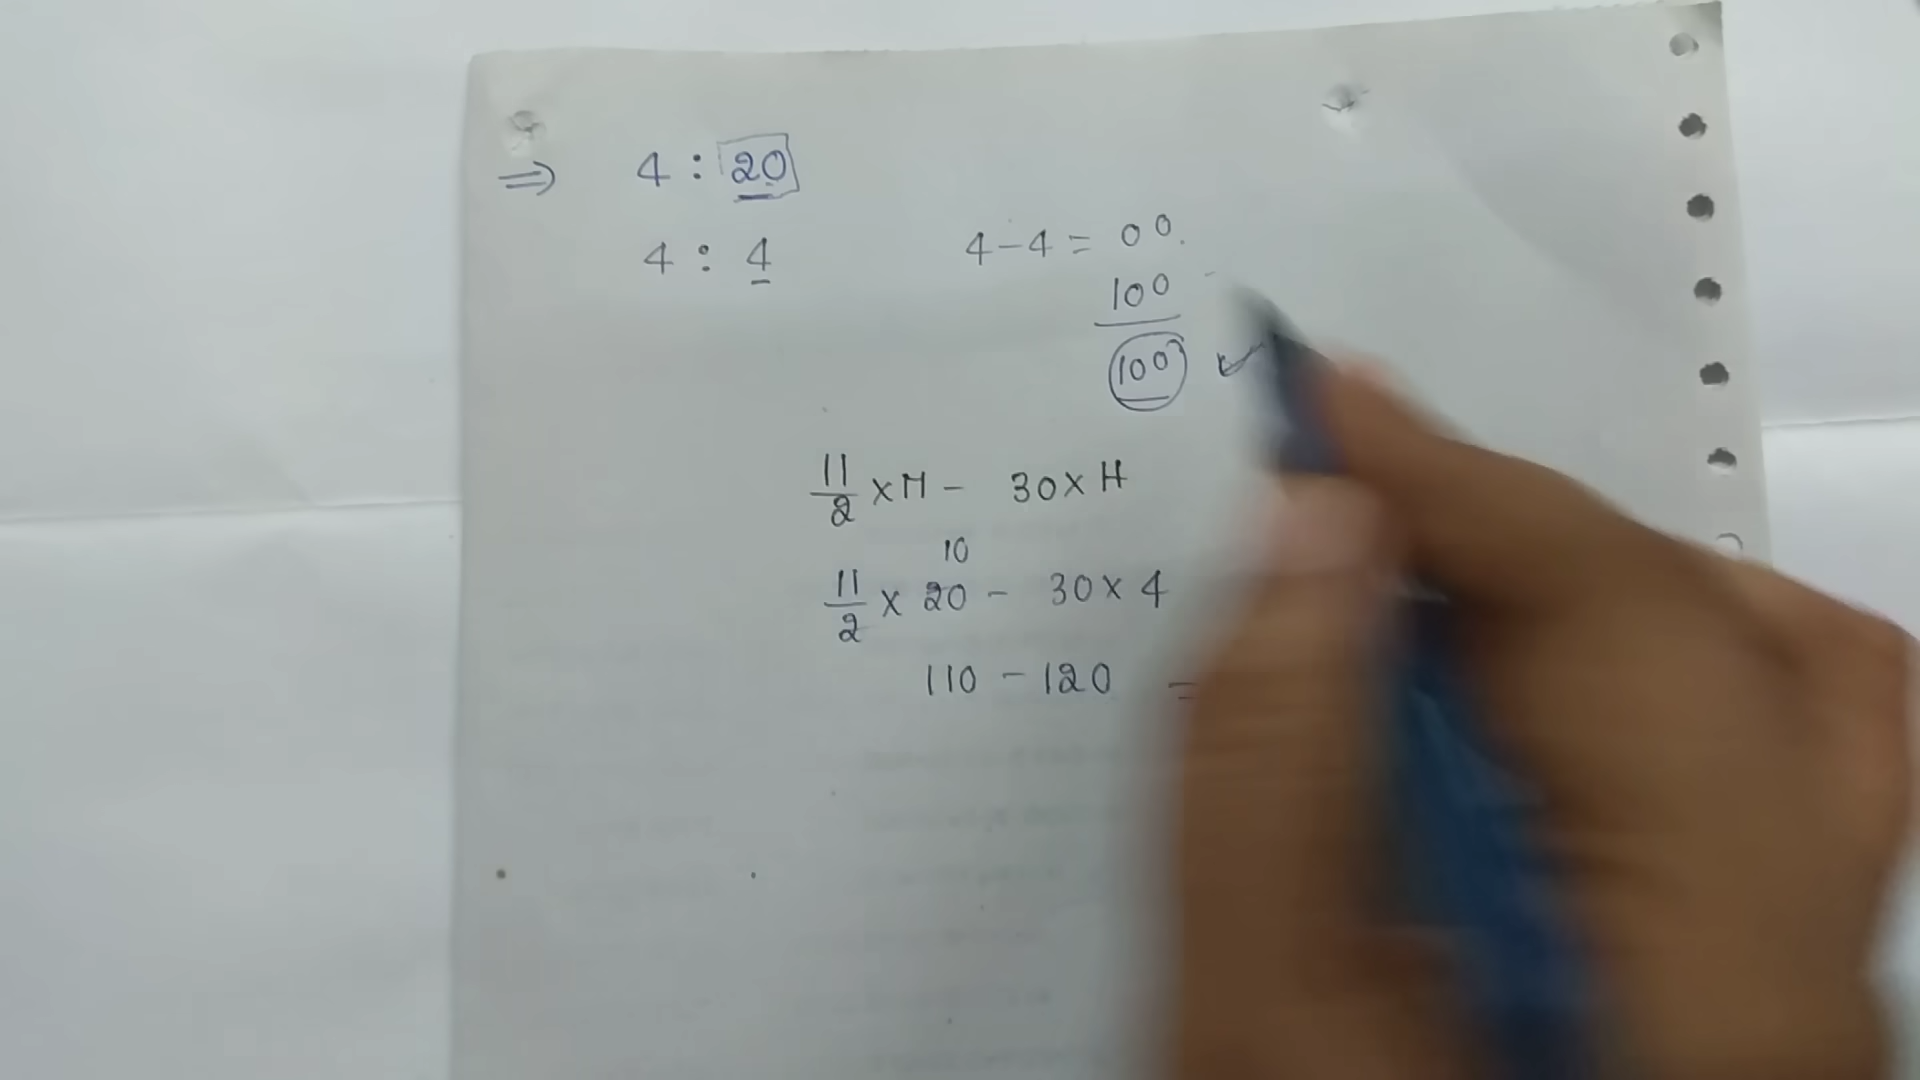 ⇒ 4 : 20
4 : 4
4 - 4 = 00.
100
100 ✓
11/2 × M - 30 × H
10
11/2 × 20 - 30 × 4
110 - 120 =